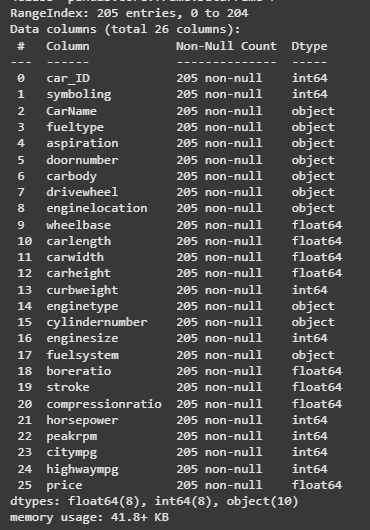 RangeIndex: 205 entries, 0 to 204
Data columns (total 26 columns):
 #   Column            Non-Null Count  Dtype
---  ------            --------------  -----
 0   car_ID            205 non-null    int64
 1   symboling         205 non-null    int64
 2   CarName           205 non-null    object
 3   fueltype          205 non-null    object
 4   aspiration        205 non-null    object
 5   doornumber        205 non-null    object
 6   carbody           205 non-null    object
 7   drivewheel        205 non-null    object
 8   enginelocation    205 non-null    object
 9   wheelbase         205 non-null    float64
 10  carlength         205 non-null    float64
 11  carwidth          205 non-null    float64
 12  carheight         205 non-null    float64
 13  curbweight        205 non-null    int64
 14  enginetype        205 non-null    object
 15  cylindernumber    205 non-null    object
 16  enginesize        205 non-null    int64
 17  fuelsystem        205 non-null    object
 18  boreratio         205 non-null    float64
 19  stroke            205 non-null    float64
 20  compressionratio  205 non-null    float64
 21  horsepower        205 non-null    int64
 22  peakrpm           205 non-null    int64
 23  citympg           205 non-null    int64
 24  highwaympg        205 non-null    int64
 25  price             205 non-null    float64
dtypes: float64(8), int64(8), object(10)
memory usage: 41.8+ KB